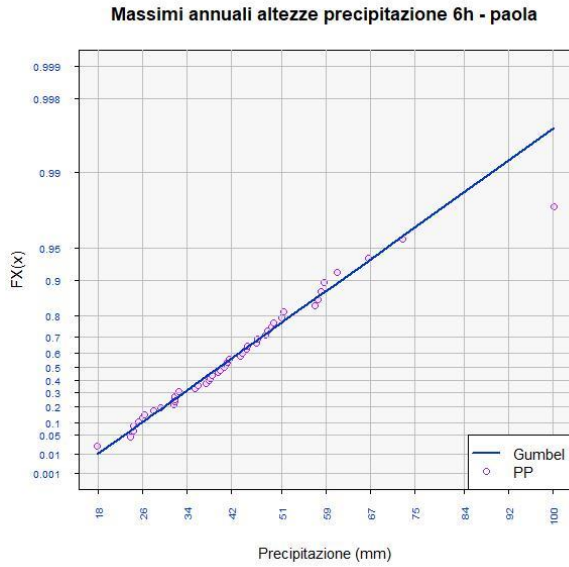 Massimi annuali altezze precipitazione 6h - paola
FX(x)
0.999
0.998
0.99
0.95
0.9
0.8
0.7
0.6
0.5
0.4
0.3
0.2
0.1
0.05
0.01
0.001
Gumbel
PP
18 26 34 42 51 59 67 75 84 92 100
Precipitazione (mm)